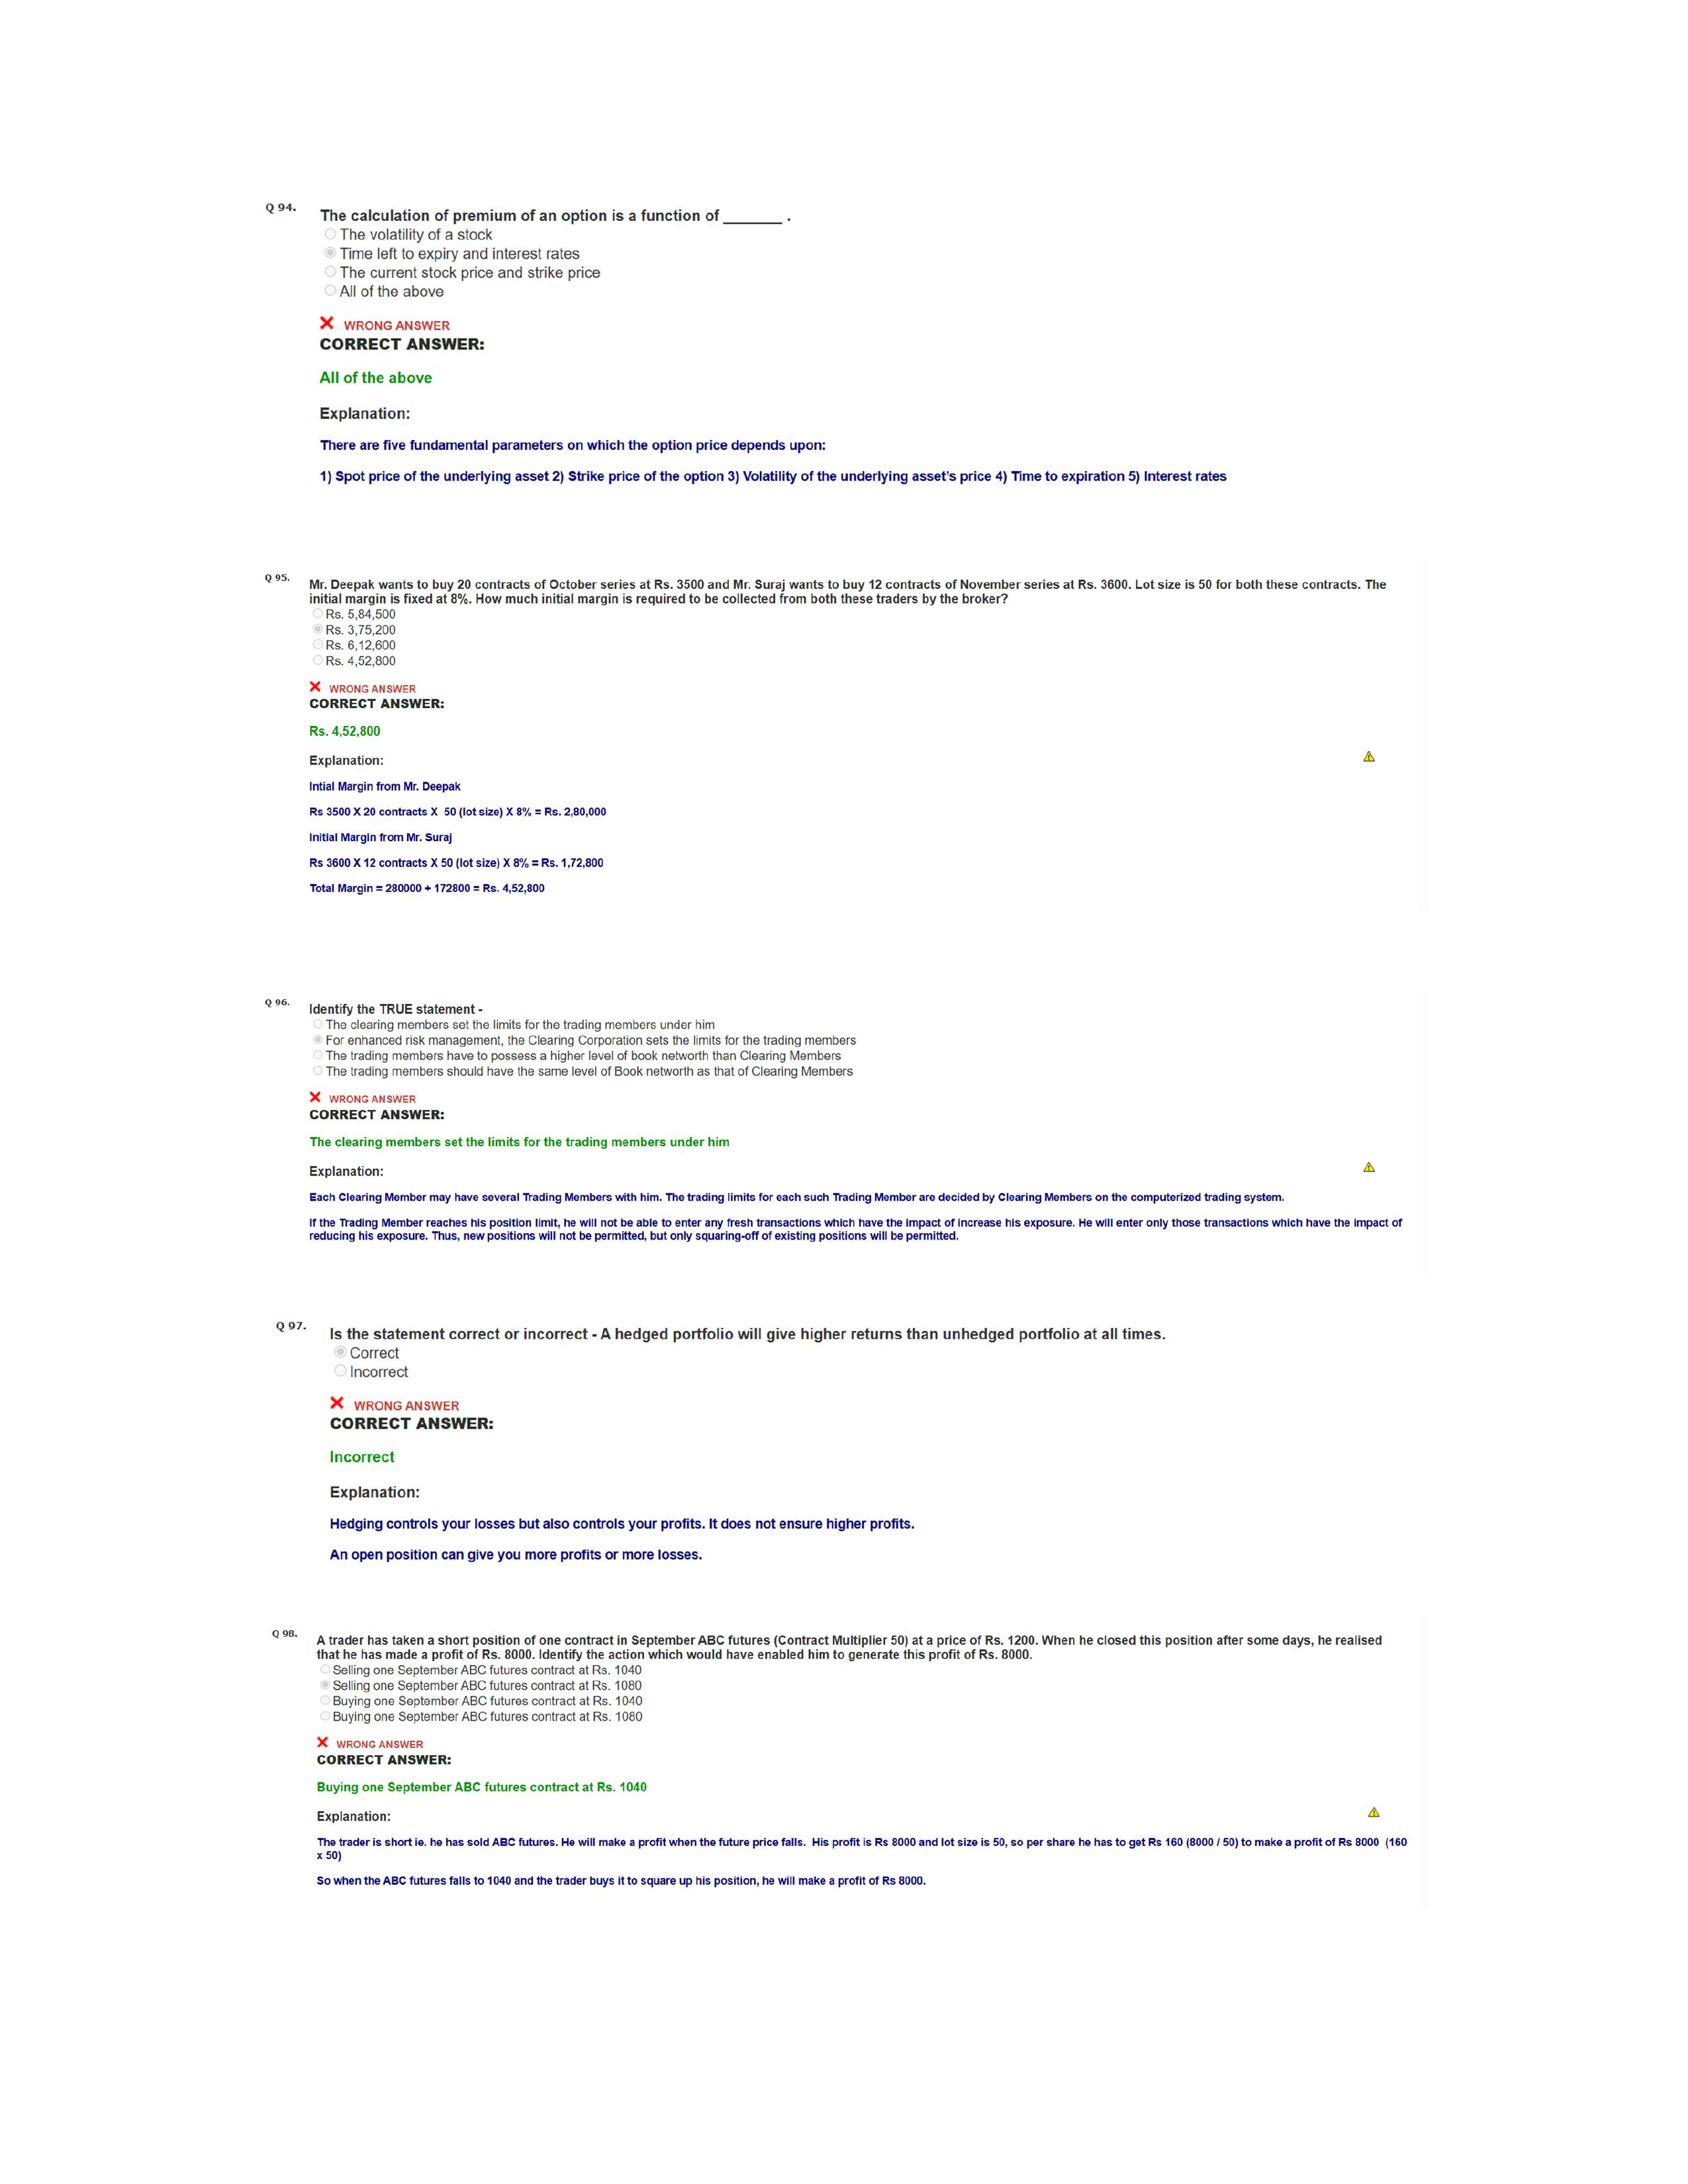 Q 94.
The calculation of premium of an option is a function of _______ .
The volatility of a stock
Time left to expiry and interest rates
The current stock price and strike price
All of the above
WRONG ANSWER
CORRECT ANSWER:
All of the above
Explanation:
There are five fundamental parameters on which the option price depends upon:
1) Spot price of the underlying asset 2) Strike price of the option 3) Volatility of the underlying asset's price 4) Time to expiration 5) Interest rates
Q 95.
Mr. Deepak wants to buy 20 contracts of October series at Rs. 3500 and Mr. Suraj wants to buy 12 contracts of November series at Rs. 3600. Lot size is 50 for both these contracts. The
initial margin is fixed at 8%. How much initial margin is required to be collected from both these traders by the broker?
Rs. 5,84,500
Rs. 3,75,200
Rs. 6,12,600
Rs. 4,52,800
WRONG ANSWER
CORRECT ANSWER:
Rs. 4,52,800
Explanation:
Intial Margin from Mr. Deepak
Rs 3500 X 20 contracts X 50 (lot size) X 8% = Rs. 2,80,000
Initial Margin from Mr. Suraj
Rs 3600 X 12 contracts X 50 (lot size) X 8% = Rs. 1,72,800
Total Margin = 280000 + 172800 = Rs. 4,52,800
Q 96.
Identify the TRUE statement -
The clearing members set the limits for the trading members under him
For enhanced risk management, the Clearing Corporation sets the limits for the trading members
The trading members have to possess a higher level of book networth than Clearing Members
The trading members should have the same level of Book networth as that of Clearing Members
WRONG ANSWER
CORRECT ANSWER:
The clearing members set the limits for the trading members under him
Explanation:
Each Clearing Member may have several Trading Members with him. The trading limits for each such Trading Member are decided by Clearing Members on the computerized trading system.
If the Trading Member reaches his position limit, he will not be able to enter any fresh transactions which have the impact of increase his exposure. He will enter only those transactions which have the impact of
reducing his exposure. Thus, new positions will not be permitted, but only squaring-off of existing positions will be permitted.
Q 97.
Is the statement correct or incorrect - A hedged portfolio will give higher returns than unhedged portfolio at all times.
Correct
Incorrect
WRONG ANSWER
CORRECT ANSWER:
Incorrect
Explanation:
Hedging controls your losses but also controls your profits. It does not ensure higher profits.
An open position can give you more profits or more losses.
Q 98.
A trader has taken a short position of one contract in September ABC futures (Contract Multiplier 50) at a price of Rs. 1200. When he closed this position after some days, he realised
that he has made a profit of Rs. 8000. Identify the action which would have enabled him to generate this profit of Rs. 8000.
Selling one September ABC futures contract at Rs. 1040
Selling one September ABC futures contract at Rs. 1080
Buying one September ABC futures contract at Rs. 1040
Buying one September ABC futures contract at Rs. 1080
WRONG ANSWER
CORRECT ANSWER:
Buying one September ABC futures contract at Rs. 1040
Explanation:
The trader is short ie. he has sold ABC futures. He will make a profit when the future price falls. His profit is Rs 8000 and lot size is 50, so per share he has to get Rs 160 (8000 / 50) to make a profit of Rs 8000 (160
x 50)
So when the ABC futures falls to 1040 and the trader buys it to square up his position, he will make a profit of Rs 8000.